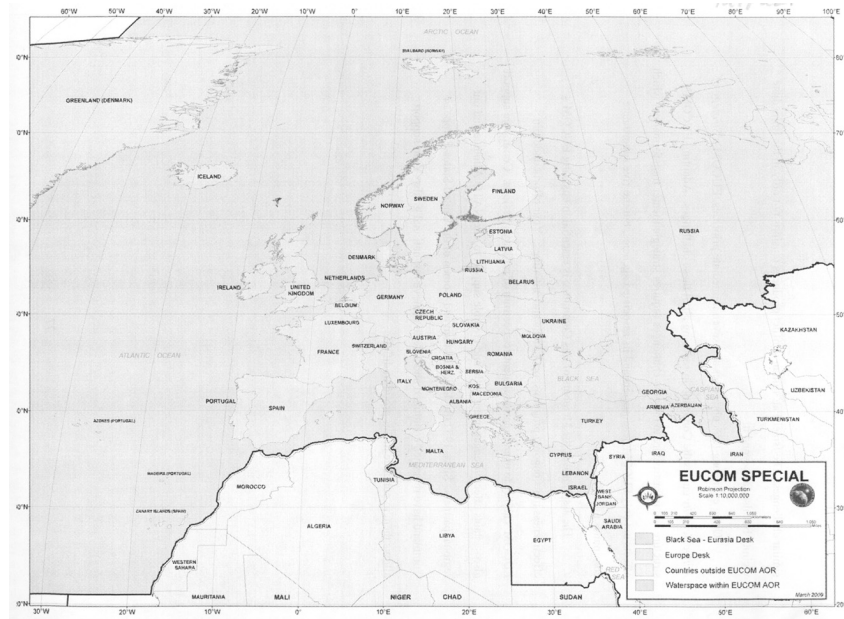 60°W 50°W 40°W 30°W 20°W 10°W 0° 10°E 20°E 30°E 40°E 50°E 60°E 70°E 80°E 90°E 100°E
ARCTIC OCEAN
SVALBARD (NORWAY)
GREENLAND (DENMARK)
ICELAND
FINLAND
SWEDEN
NORWAY
ESTONIA
RUSSIA
LATVIA
DENMARK
LITHUANIA
RUSSIA
NETHERLANDS
BELARUS
IRELAND
UNITED
KINGDOM
GERMANY
POLAND
BELGIUM
CZECH
REPUBLIC
LUXEMBOURG
SLOVAKIA
UKRAINE
KAZAKHSTAN
AUSTRIA
HUNGARY
MOLDOVA
SWITZERLAND
FRANCE
SLOVENIA
ROMANIA
ATLANTIC OCEAN
CROATIA
BOSNIA &
HERZ.
SERBIA
ITALY
BLACK SEA
MONTENEGRO
KOS.
BULGARIA
GEORGIA
UZBEKISTAN
MACEDONIA
PORTUGAL
SPAIN
ALBANIA
ARMENIA
AZERBAIJAN
GREECE
TURKEY
TURKMENISTAN
AZORES (PORTUGAL)
MALTA
CYPRUS
SYRIA
IRAQ
IRAN
MEDITERRANEAN SEA
MADEIRA (PORTUGAL)
LEBANON
TUNISIA
MOROCCO
ISRAEL
WEST
BANK
JORDAN
CANARY ISLANDS (SPAIN)
SAUDI
ARABIA
ALGERIA
LIBYA
EGYPT
WESTERN
SAHARA
RED
SEA
MAURITANIA
MALI
NIGER
CHAD
SUDAN
EUCOM SPECIAL
Robinson Projection
Scale 1:10,000,000
Black Sea - Eurasia Desk
Europe Desk
Countries outside EUCOM AOR
Waterspace within EUCOM AOR
March 2009
20°W 10°W 0° 10°E 20°E 30°E